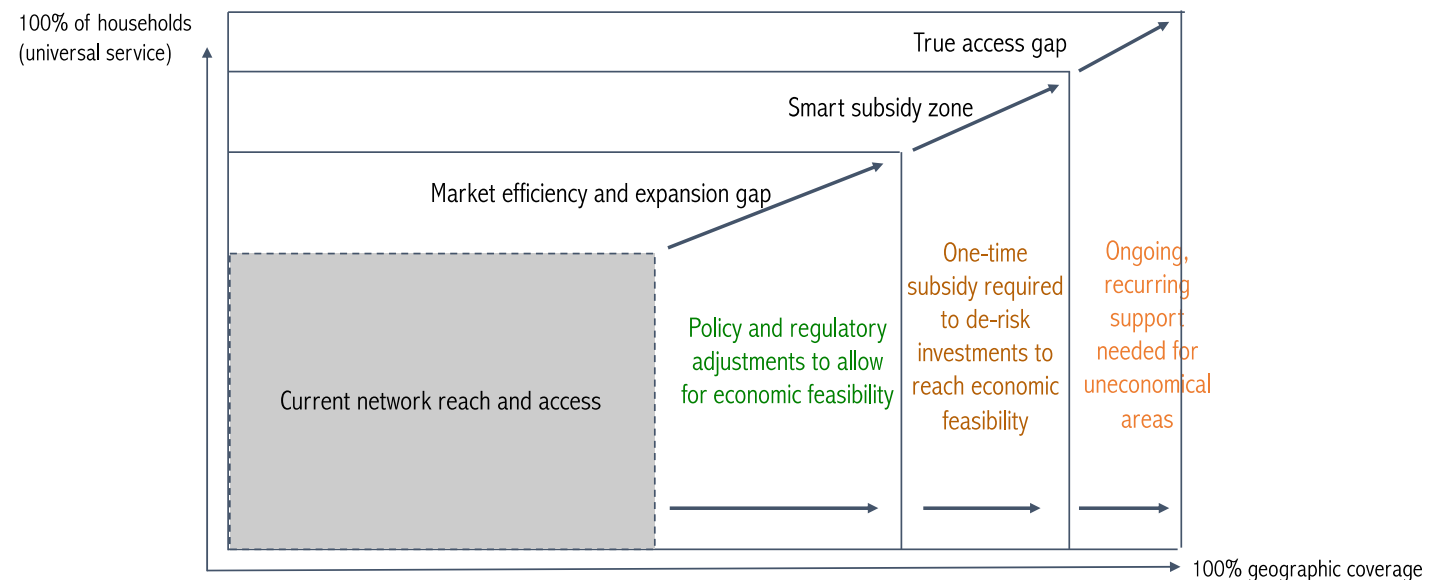 100% of households
(universal service)
True access gap
Smart subsidy zone
Market efficiency and expansion gap
Current network reach and access
Policy and regulatory
adjustments to allow
for economic feasibility
One-time
subsidy required
to de-risk
investments to
reach economic
feasibility
Ongoing,
recurring
support
needed for
uneconomical
areas
100% geographic coverage